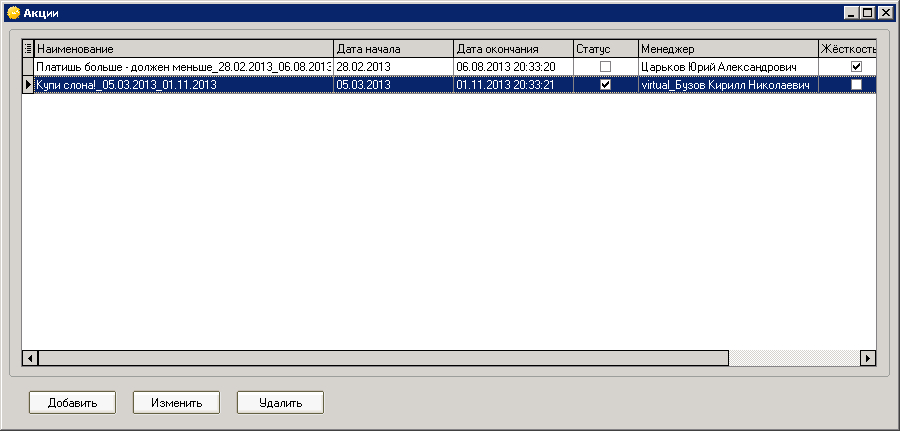 Акции
Наименование Дата начала Дата окончания Статус Менеджер Жёсткость
Платишь больше - должен меньше_28.02.2013_06.08.2013 28.02.2013 06.08.2013 20:33:20 Царьков Юрий Александрович
Купи слона!_05.03.2013_01.11.2013 05.03.2013 01.11.2013 20:33:21 virtual_Бузов Кирилл Николаевич
Добавить Изменить Удалить